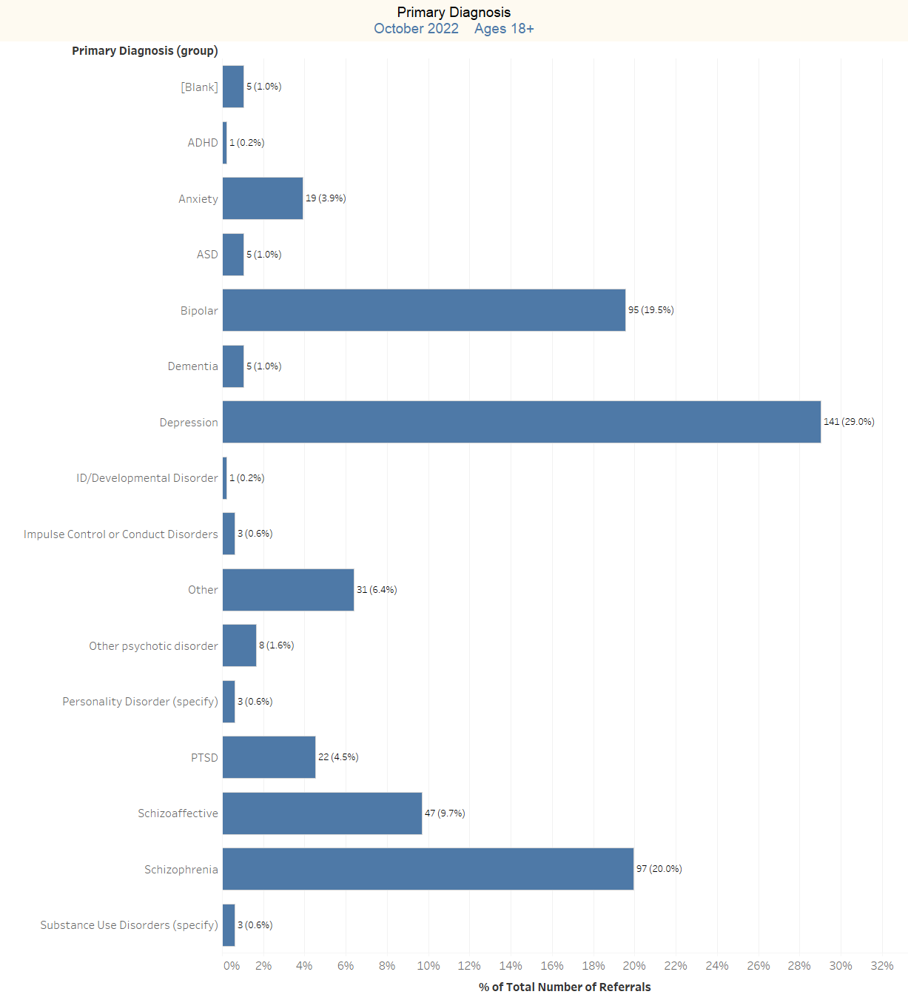 Primary Diagnosis
October 2022 Ages 18+
Primary Diagnosis (group)
[Blank] 5 (1.0%)
ADHD 1 (0.2%)
Anxiety 19 (3.9%)
ASD 5 (1.0%)
Bipolar 95 (19.5%)
Dementia 5 (1.0%)
Depression 141 (29.0%)
ID/Developmental Disorder 1 (0.2%)
Impulse Control or Conduct Disorders 3 (0.6%)
Other 31 (6.4%)
Other psychotic disorder 8 (1.6%)
Personality Disorder (specify) 3 (0.6%)
PTSD 22 (4.5%)
Schizoaffective 47 (9.7%)
Schizophrenia 97 (20.0%)
Substance Use Disorders (specify) 3 (0.6%)
0% 2% 4% 6% 8% 10% 12% 14% 16% 18% 20% 22% 24% 26% 28% 30% 32%
% of Total Number of Referrals